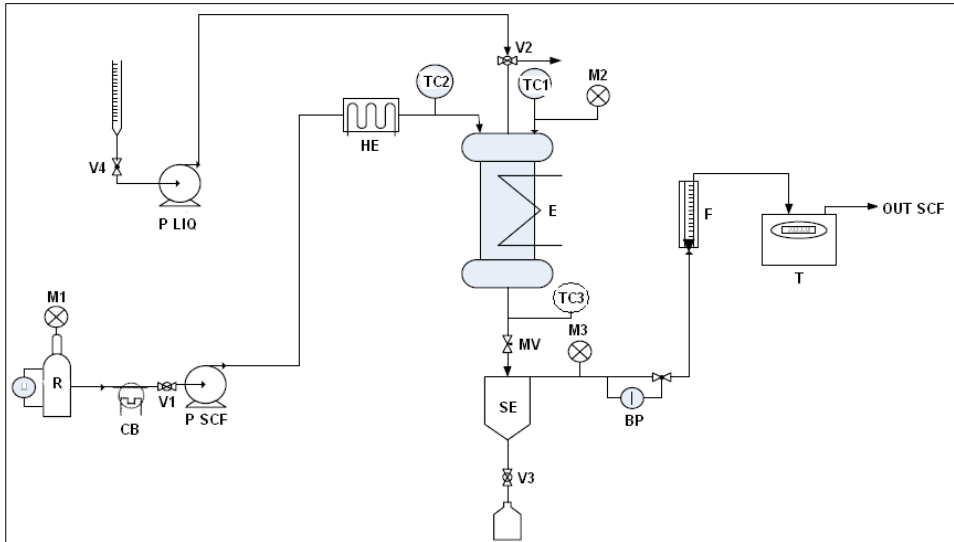 V2
TC1
M2
TC2
HE
V4
P LIQ
E
F
OUT SCF
T
TC3
M1
M3
MV
R
V1
P SCF
CB
SE
BP
V3